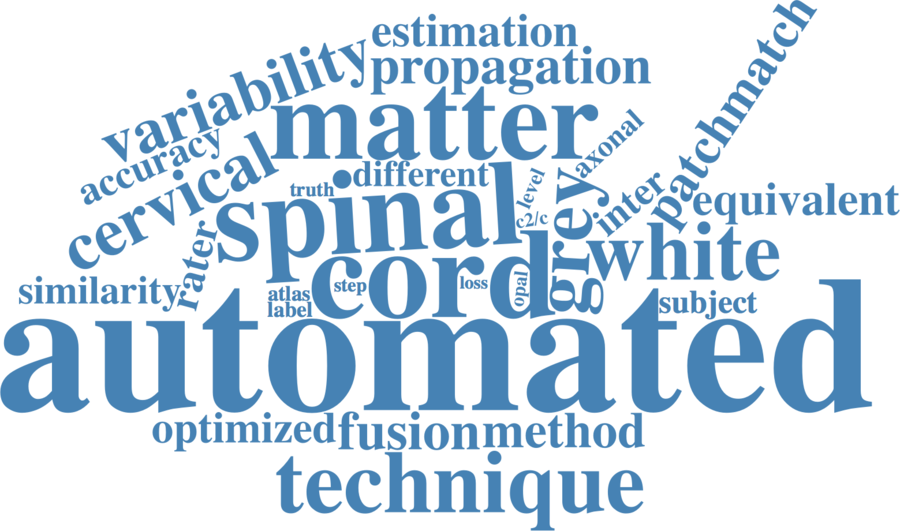 estimation
propagation
variability
matter
patchmatch
accuracy
cervical
truth
different
level
axonal
spinal
c2/c
grey
inter
equivalent
rater
white
similarity
atlas
label
step
cord
loss
opal
subject
automated
optimized
fusion
method
technique